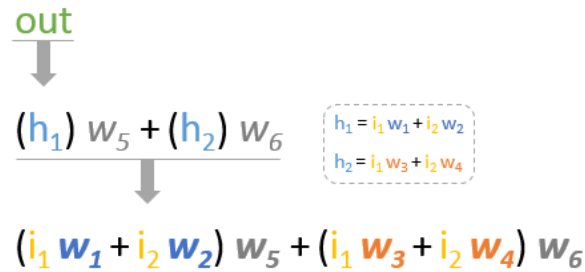 out
(h₁) w₅ + (h₂) w₆
h₁ = i₁ w₁ + i₂ w₂
h₂ = i₁ w₃ + i₂ w₄
(i₁ w₁ + i₂ w₂) w₅ + (i₁ w₃ + i₂ w₄) w₆